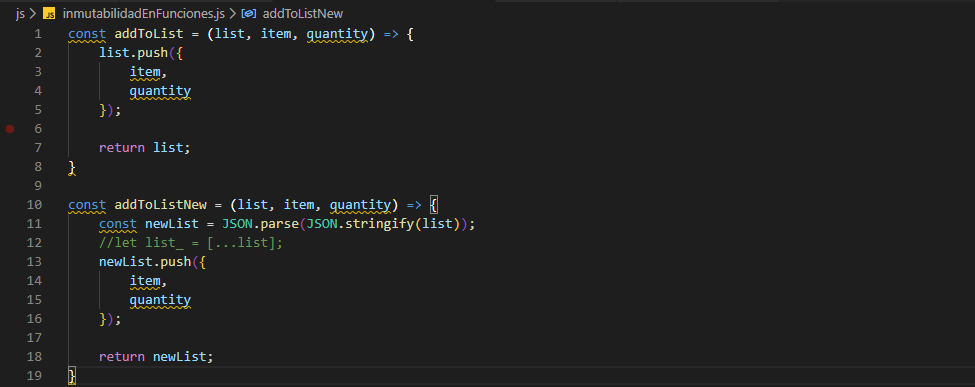 js > JS inmutabilidadEnFunciones.js > addToListNew
1 const addToList = (list, item, quantity) => {
2     list.push({
3         item,
4         quantity
5     });
6
7     return list;
8 }
9
10 const addToListNew = (list, item, quantity) => {
11     const newList = JSON.parse(JSON.stringify(list));
12     //let list_ = [...list];
13     newList.push({
14         item,
15         quantity
16     });
17
18     return newList;
19 }